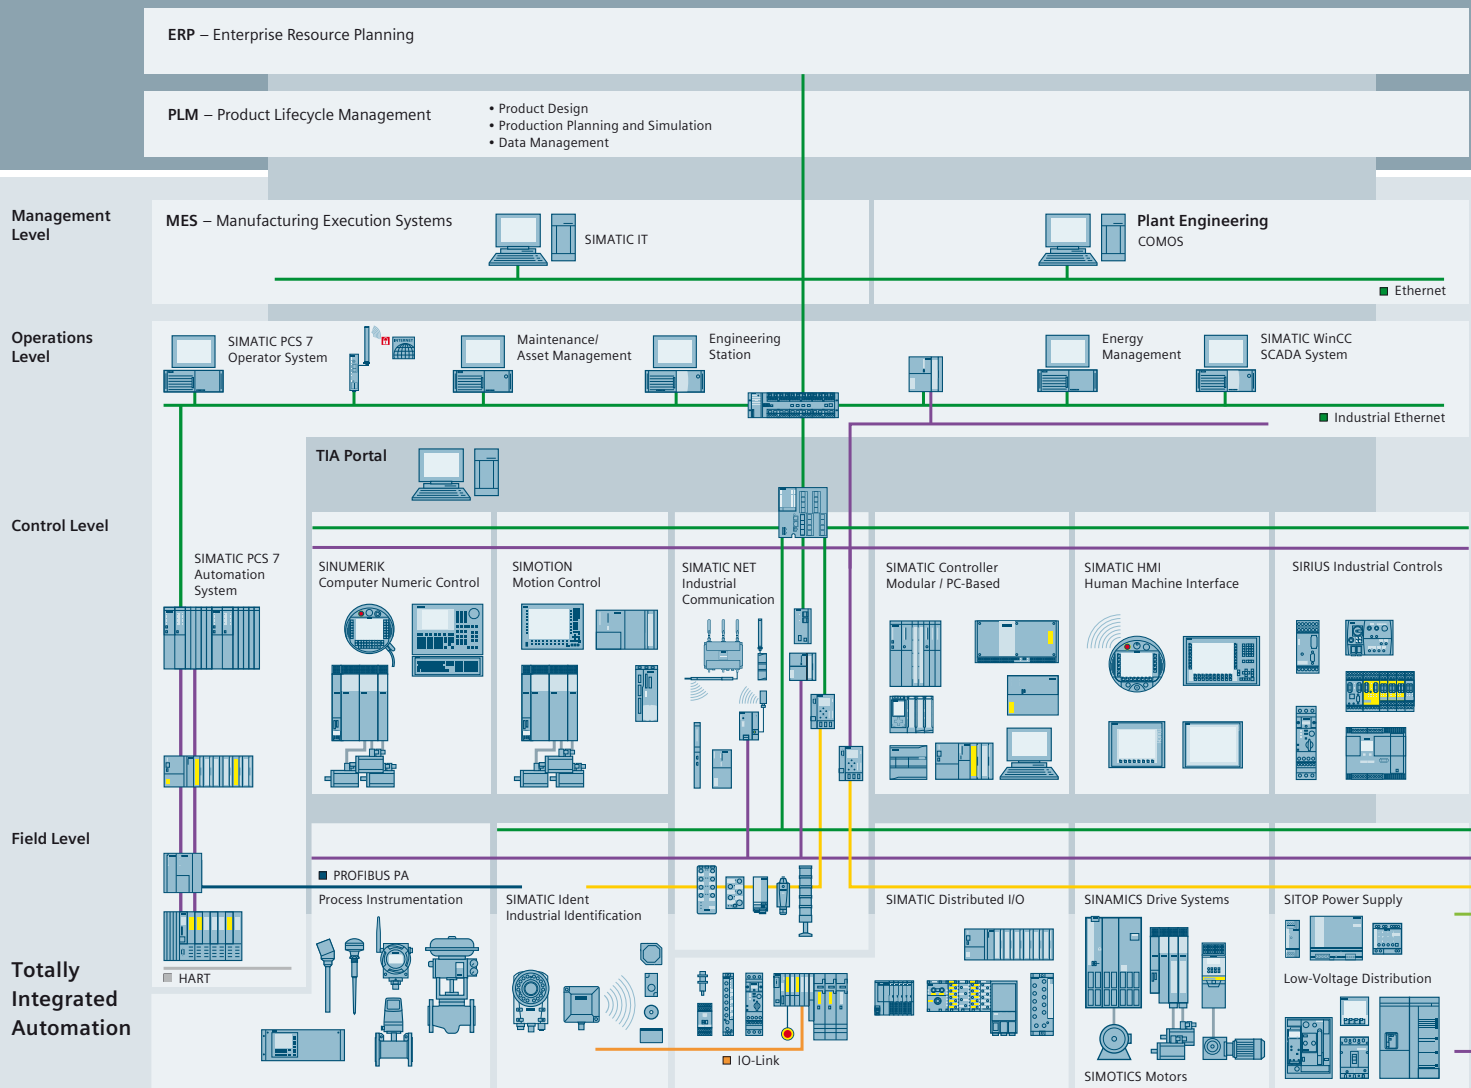 ERP – Enterprise Resource Planning
PLM – Product Lifecycle Management
• Product Design
• Production Planning and Simulation
• Data Management
Management
Level
MES – Manufacturing Execution Systems
SIMATIC IT
Plant Engineering
COMOS
Ethernet
Operations
Level
SIMATIC PCS 7
Operator System
INTERNET
Maintenance/
Asset Management
Engineering
Station
Energy
Management
SIMATIC WinCC
SCADA System
Industrial Ethernet
TIA Portal
Control Level
SIMATIC PCS 7
Automation
System
SINUMERIK
Computer Numeric Control
SIMOTION
Motion Control
SIMATIC NET
Industrial
Communication
SIMATIC Controller
Modular / PC-Based
SIMATIC HMI
Human Machine Interface
SIRIUS Industrial Controls
Field Level
PROFIBUS PA
Process Instrumentation
SIMATIC Ident
Industrial Identification
SIMATIC Distributed I/O
SINAMICS Drive Systems
SITOP Power Supply
HART
Low-Voltage Distribution
Totally
Integrated
Automation
IO-Link
SIMOTICS Motors